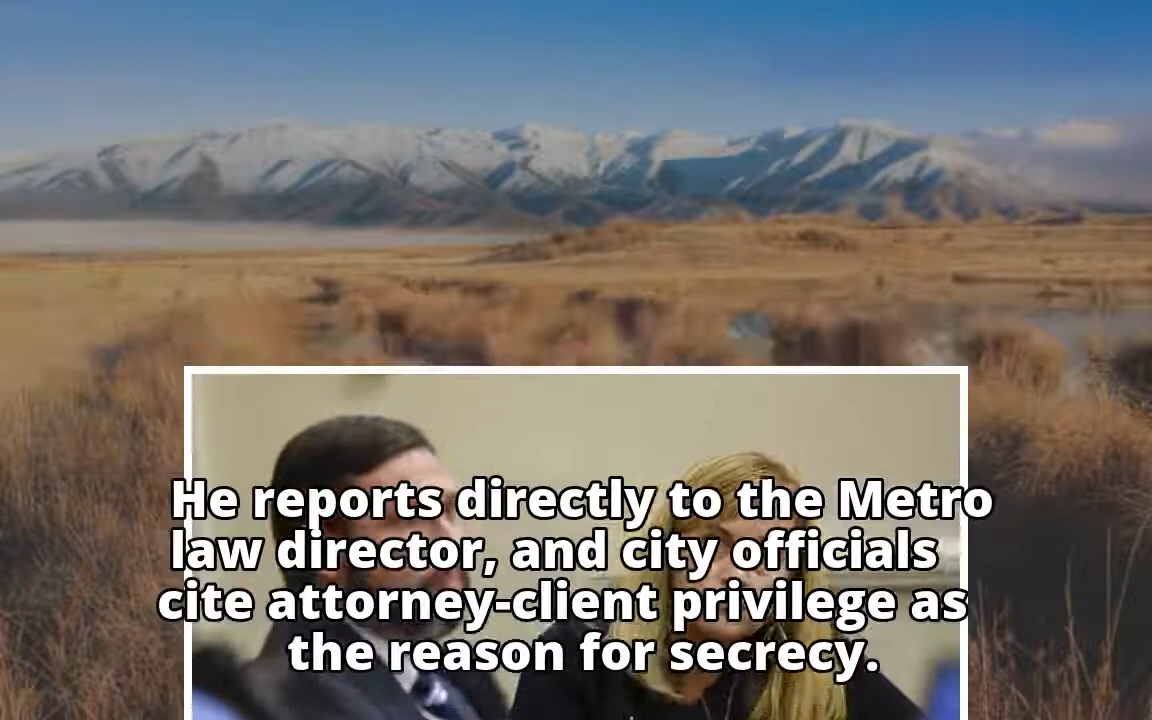 He reports directly to the Metro
law director, and city officials
cite attorney-client privilege as
the reason for secrecy.